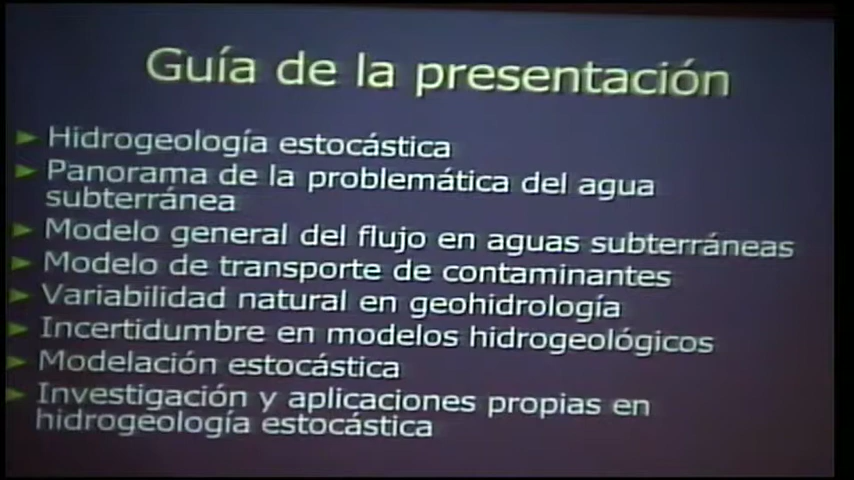 Guía de la presentación
Hidrogeología estocástica
Panorama de la problemática del agua
subterránea
Modelo general del flujo en aguas subterráneas
Modelo de transporte de contaminantes
Variabilidad natural en geohidrología
Incertidumbre en modelos hidrogeológicos
Modelación estocástica
Investigación y aplicaciones propias en
hidrogeología estocástica